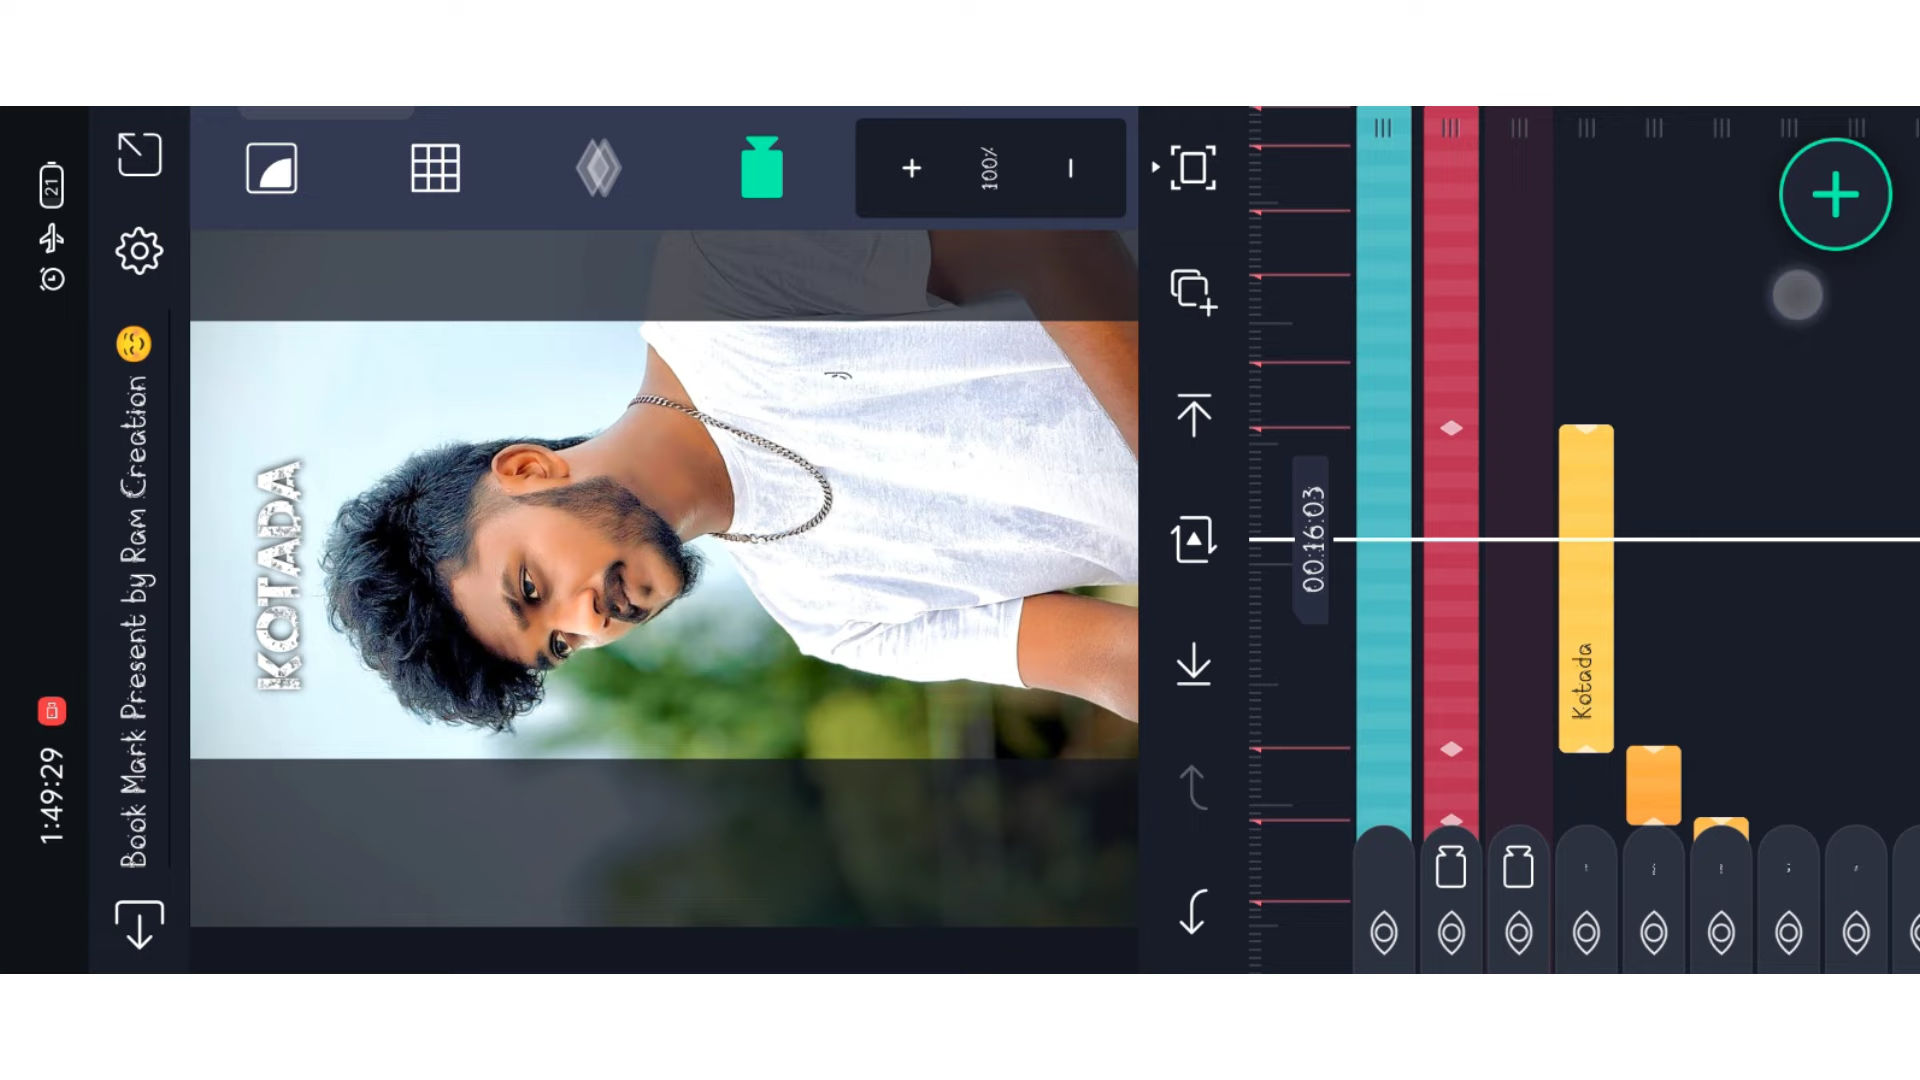 1:49:29
21
Book Mark Present by Ram Creation 😊
KOTADA
100%
00:16:03
Kotada